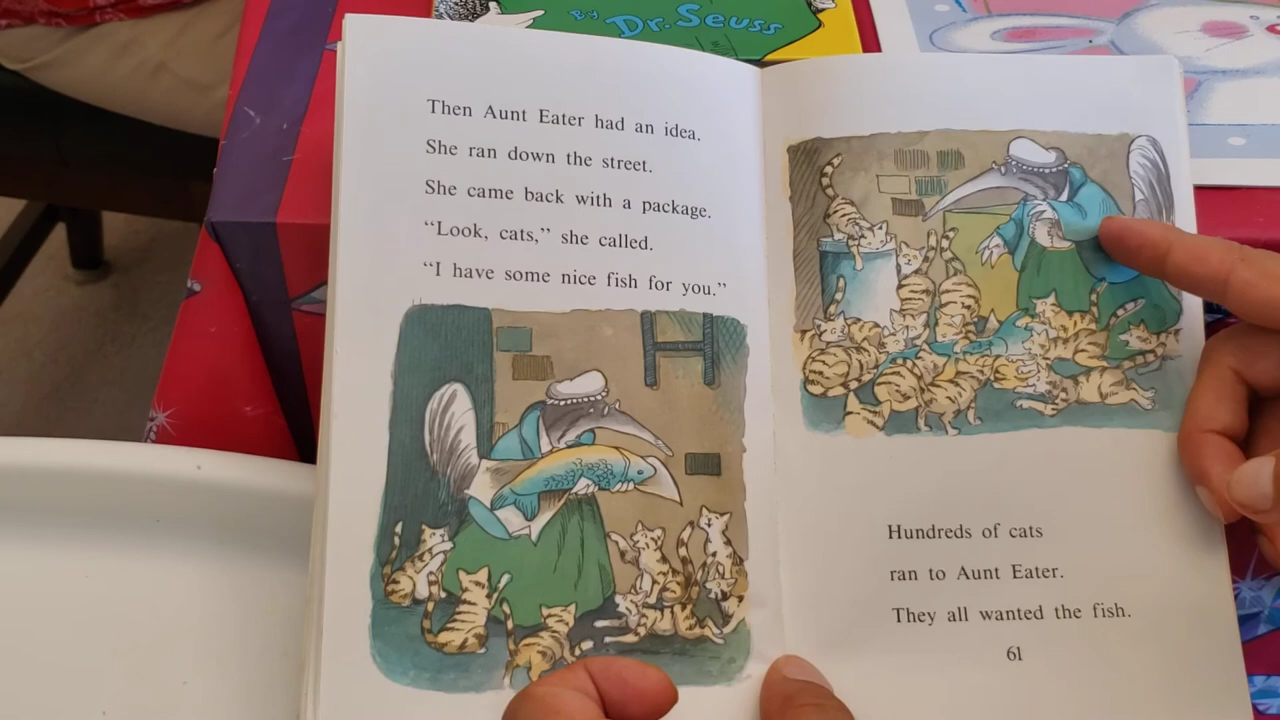 By Dr. Seuss
Then Aunt Eater had an idea.
She ran down the street.
She came back with a package.
“Look, cats,” she called.
“I have some nice fish for you.”
Hundreds of cats
ran to Aunt Eater.
They all wanted the fish.
61